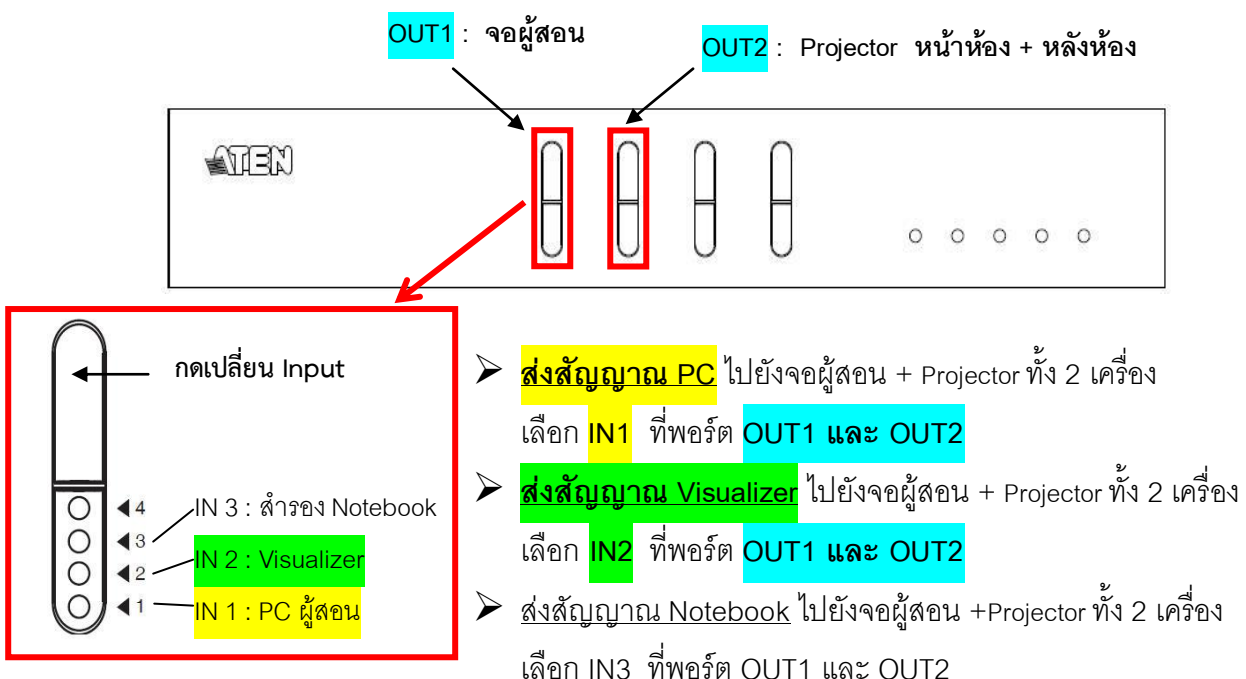 OUT1 : จอผู้สอน
OUT2 : Projector หน้าห้อง + หลังห้อง
ATEN
กดเปลี่ยน Input
4
IN 3 : สำรอง Notebook
3
IN 2 : Visualizer
2
IN 1 : PC ผู้สอน
1
ส่งสัญญาณ PC ไปยังจอผู้สอน + Projector ทั้ง 2 เครื่อง
เลือก IN1 ที่พอร์ต OUT1 และ OUT2
ส่งสัญญาณ Visualizer ไปยังจอผู้สอน + Projector ทั้ง 2 เครื่อง
เลือก IN2 ที่พอร์ต OUT1 และ OUT2
ส่งสัญญาณ Notebook ไปยังจอผู้สอน +Projector ทั้ง 2 เครื่อง
เลือก IN3 ที่พอร์ต OUT1 และ OUT2